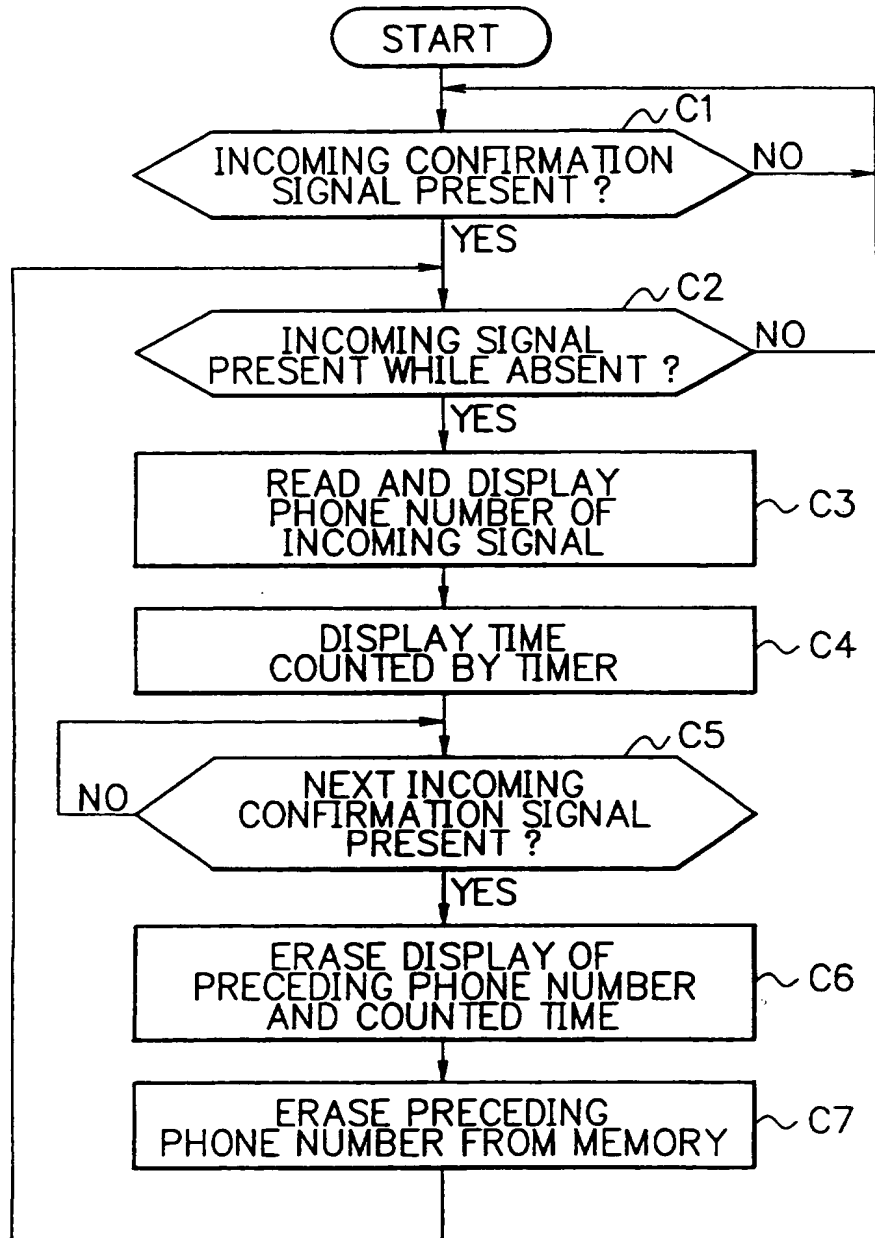 START
C1
INCOMING CONFIRMATION
SIGNAL PRESENT ?
NO
YES
C2
INCOMING SIGNAL
PRESENT WHILE ABSENT ?
NO
YES
READ AND DISPLAY
PHONE NUMBER OF
INCOMING SIGNAL
C3
DISPLAY TIME
COUNTED BY TIMER
C4
C5
NEXT INCOMING
CONFIRMATION SIGNAL
PRESENT ?
NO
YES
ERASE DISPLAY OF
PRECEDING PHONE NUMBER
AND COUNTED TIME
C6
ERASE PRECEDING
PHONE NUMBER FROM MEMORY
C7